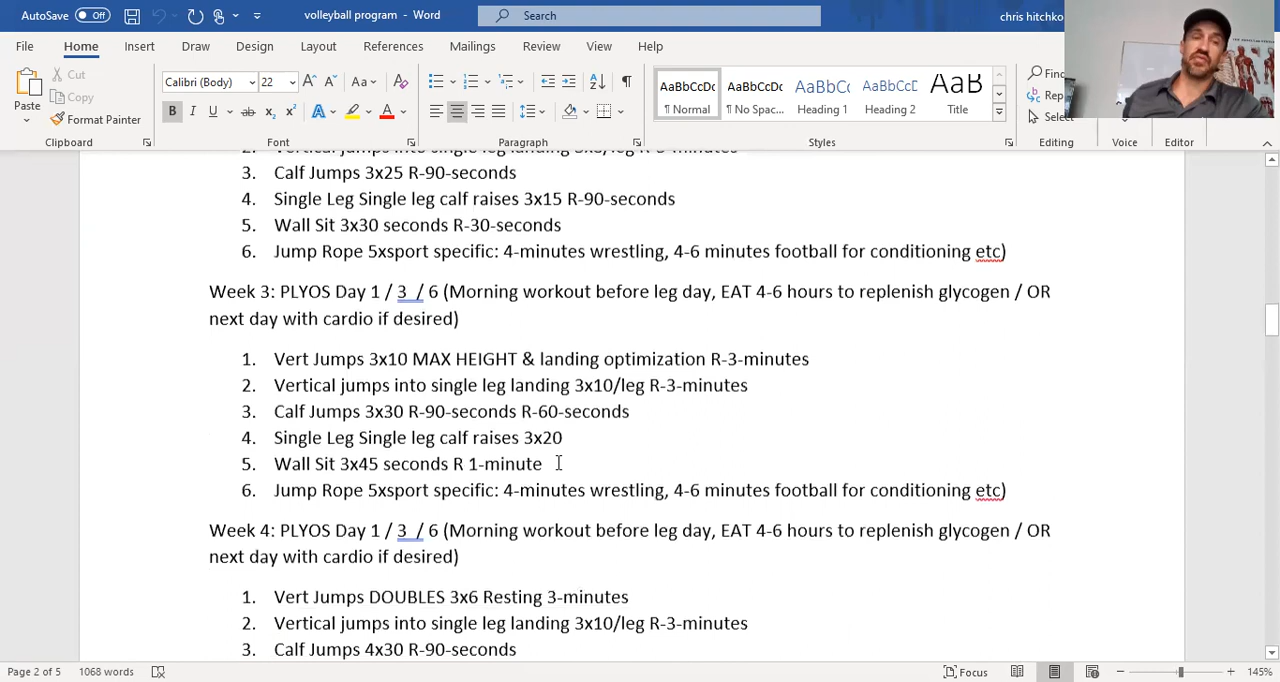 AutoSave Off volleyball program - Word Search chris hitchko
File Home Insert Draw Design Layout References Mailings Review View Help
Paste Cut Copy Format Painter
Calibri (Body) 22
AaBbCcDc AaBbCcDc AaBbCc AaBbCcD AaB
¶ Normal ¶ No Spac... Heading 1 Heading 2 Title
Clipboard Font Paragraph Styles Editing Voice Editor
3. Calf Jumps 3x25 R-90-seconds
4. Single Leg Single leg calf raises 3x15 R-90-seconds
5. Wall Sit 3x30 seconds R-30-seconds
6. Jump Rope 5xsport specific: 4-minutes wrestling, 4-6 minutes football for conditioning etc)
Week 3: PLYOS Day 1 / 3 / 6 (Morning workout before leg day, EAT 4-6 hours to replenish glycogen / OR
next day with cardio if desired)
1. Vert Jumps 3x10 MAX HEIGHT & landing optimization R-3-minutes
2. Vertical jumps into single leg landing 3x10/leg R-3-minutes
3. Calf Jumps 3x30 R-90-seconds R-60-seconds
4. Single Leg Single leg calf raises 3x20
5. Wall Sit 3x45 seconds R 1-minute
6. Jump Rope 5xsport specific: 4-minutes wrestling, 4-6 minutes football for conditioning etc)
Week 4: PLYOS Day 1 / 3 / 6 (Morning workout before leg day, EAT 4-6 hours to replenish glycogen / OR
next day with cardio if desired)
1. Vert Jumps DOUBLES 3x6 Resting 3-minutes
2. Vertical jumps into single leg landing 3x10/leg R-3-minutes
3. Calf Jumps 4x30 R-90-seconds
Page 2 of 5 1068 words Focus 145%